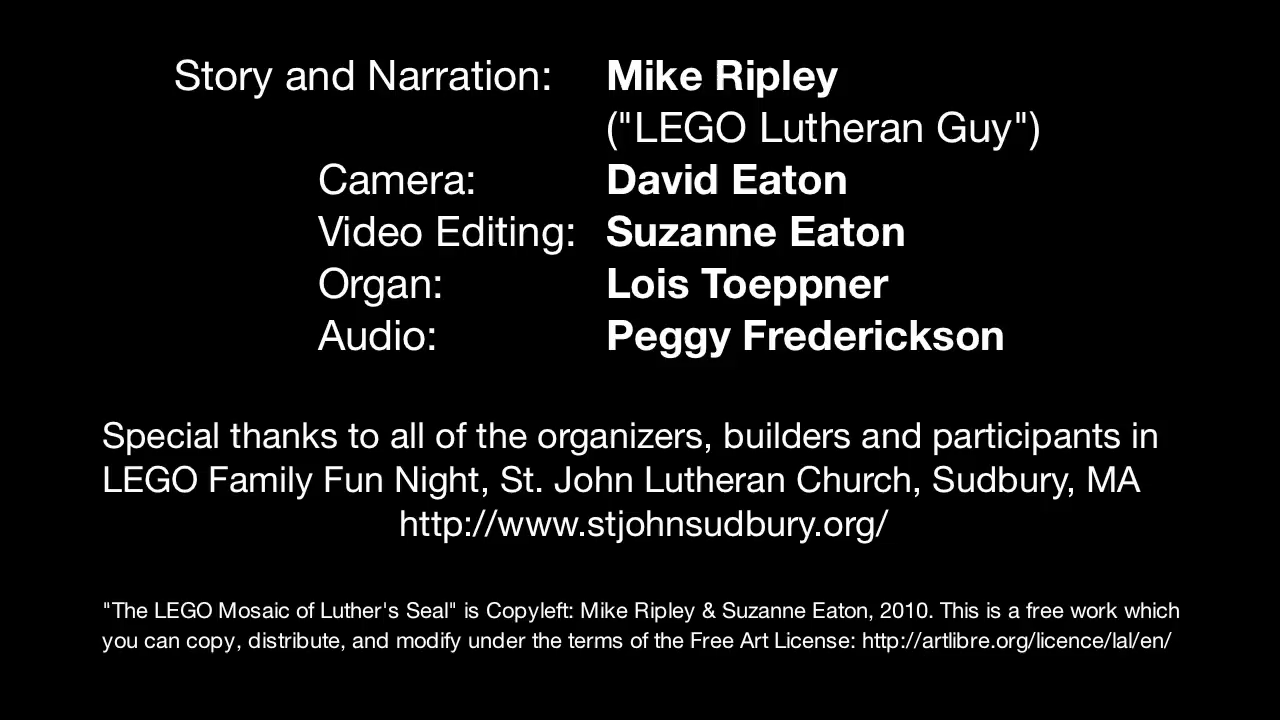 Story and Narration: Mike Ripley
("LEGO Lutheran Guy")
Camera: David Eaton
Video Editing: Suzanne Eaton
Organ: Lois Toeppner
Audio: Peggy Frederickson
Special thanks to all of the organizers, builders and participants in
LEGO Family Fun Night, St. John Lutheran Church, Sudbury, MA
http://www.stjohnsudbury.org/
"The LEGO Mosaic of Luther's Seal" is Copyleft: Mike Ripley & Suzanne Eaton, 2010. This is a free work which
you can copy, distribute, and modify under the terms of the Free Art License: http://artlibre.org/licence/lal/en/